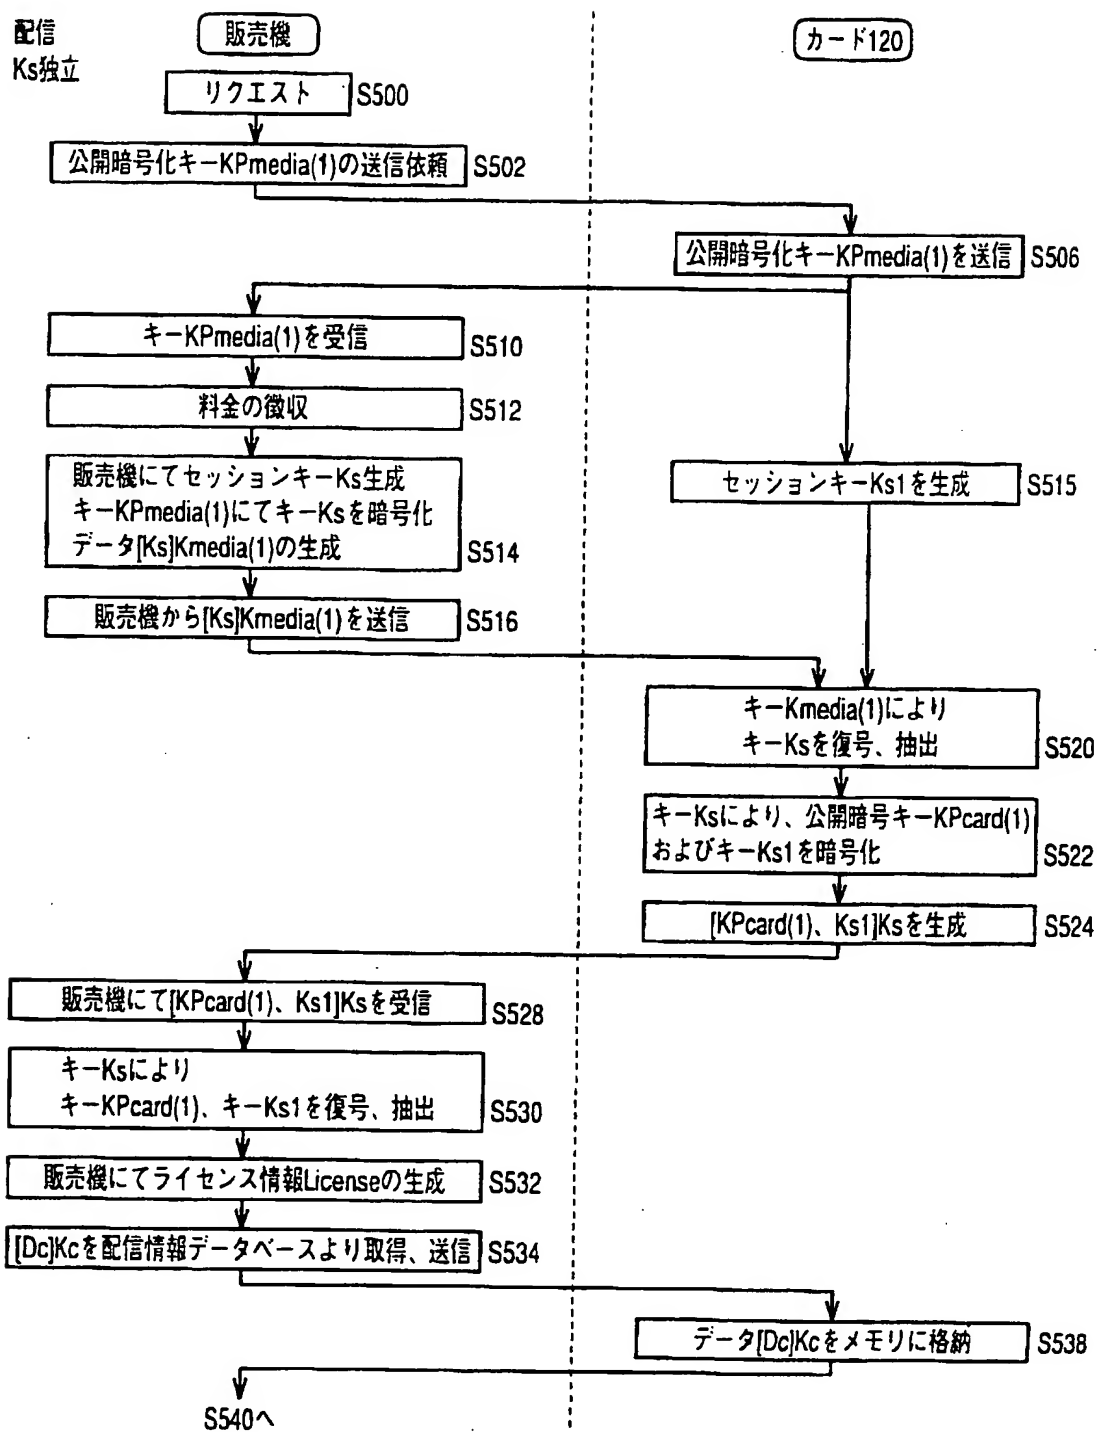 配信
Ks独立
販売機
カード120
リクエスト
S500
公開暗号化キーKPmedia(1)の送信依頼
S502
公開暗号化キーKPmedia(1)を送信
S506
キーKPmedia(1)を受信
S510
料金の徴収
S512
販売機にてセッションキーKs生成
キーKPmedia(1)にてキーKsを暗号化
データ[Ks]Kmedia(1)の生成
S514
セッションキーKs1を生成
S515
販売機から[Ks]Kmedia(1)を送信
S516
キーKmedia(1)により
キーKsを復号、抽出
S520
キーKsにより、公開暗号キーKPcard(1)
およびキーKs1を暗号化
S522
[KPcard(1)、Ks1]Ksを生成
S524
販売機にて[KPcard(1)、Ks1]Ksを受信
S528
キーKsにより
キーKPcard(1)、キーKs1を復号、抽出
S530
販売機にてライセンス情報Licenseの生成
S532
[Dc]Kcを配信情報データベースより取得、送信
S534
データ[Dc]Kcをメモリに格納
S538
S540へ